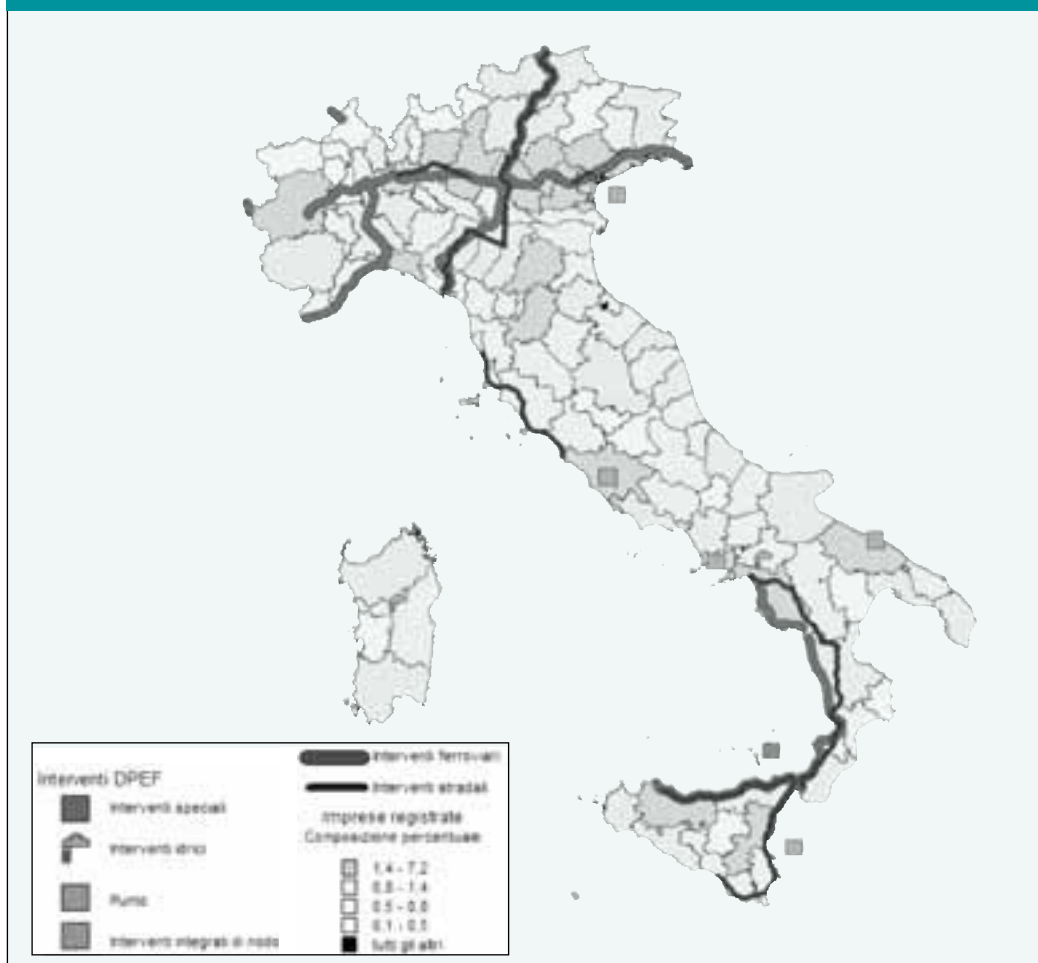 Interventi DPEF
Interventi speciali
Interventi idrici
Interventi integrati di nodo
Interventi ferroviari
Interventi stradali
Imprese registrate
Composizione percentuale
1,4 - 7,2
0,8 - 1,4
0,5 - 0,8
0,1 - 0,5
tutti gli altri